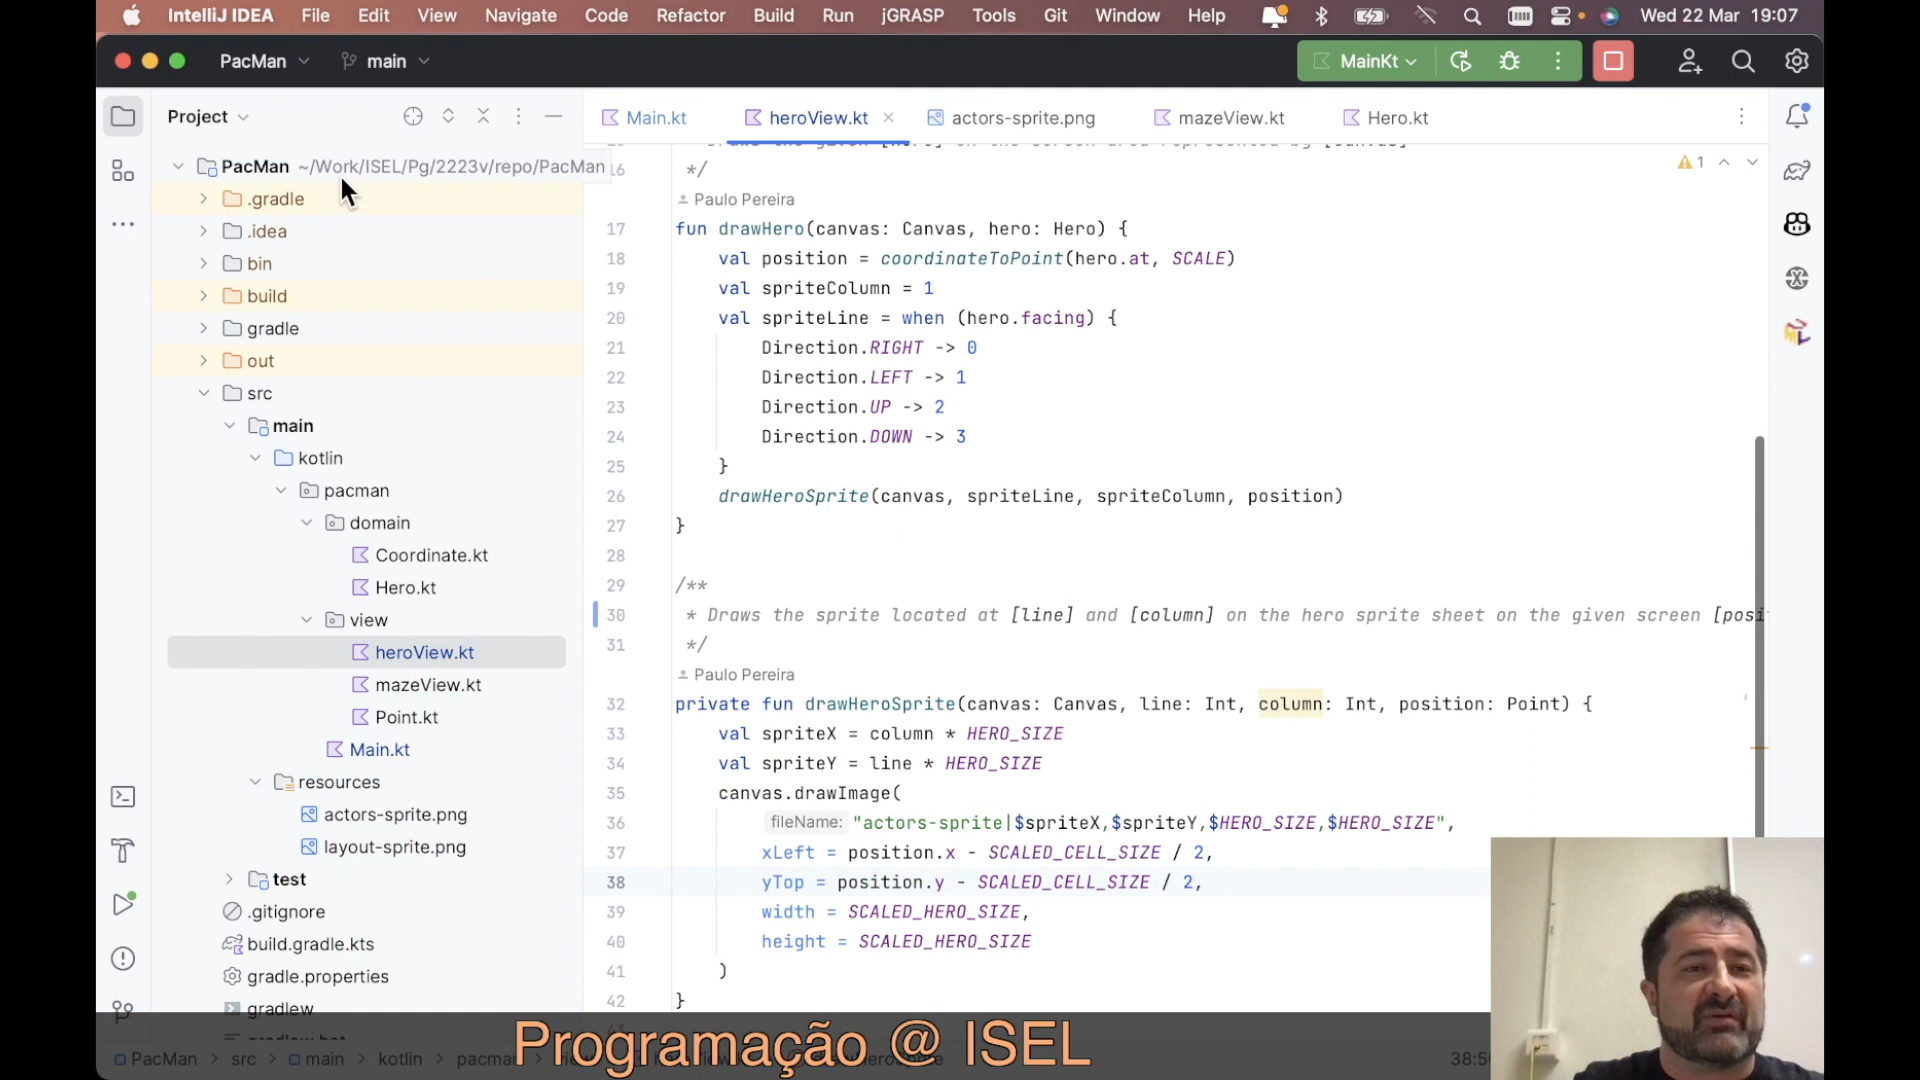 IntelliJ IDEA File Edit View Navigate Code Refactor Build Run jGRASP Tools Git Window Help Wed 22 Mar 19:07
PacMan main MainKt
Project
Main.kt heroView.kt actors-sprite.png mazeView.kt Hero.kt
PacMan ~/Work/ISEL/Pg/2223v/repo/PacMan
.gradle
.idea
bin
build
gradle
out
src
main
kotlin
pacman
domain
Coordinate.kt
Hero.kt
view
heroView.kt
mazeView.kt
Point.kt
Main.kt
resources
actors-sprite.png
layout-sprite.png
test
.gitignore
build.gradle.kts
gradle.properties
gradlew
1
*/
Paulo Pereira
17 fun drawHero(canvas: Canvas, hero: Hero) {
18 val position = coordinateToPoint(hero.at, SCALE)
19 val spriteColumn = 1
20 val spriteLine = when (hero.facing) {
21 Direction.RIGHT -> 0
22 Direction.LEFT -> 1
23 Direction.UP -> 2
24 Direction.DOWN -> 3
25 }
26 drawHeroSprite(canvas, spriteLine, spriteColumn, position)
27 }
28
29 /**
30 * Draws the sprite located at [line] and [column] on the hero sprite sheet on the given screen [posi
31 */
Paulo Pereira
32 private fun drawHeroSprite(canvas: Canvas, line: Int, column: Int, position: Point) {
33 val spriteX = column * HERO_SIZE
34 val spriteY = line * HERO_SIZE
35 canvas.drawImage(
36 fileName: "actors-sprite|$spriteX,$spriteY,$HERO_SIZE,$HERO_SIZE",
37 xLeft = position.x - SCALED_CELL_SIZE / 2,
38 yTop = position.y - SCALED_CELL_SIZE / 2,
39 width = SCALED_HERO_SIZE,
40 height = SCALED_HERO_SIZE
41 )
42 }
Programação @ ISEL
PacMan > src > main > kotlin > pacman